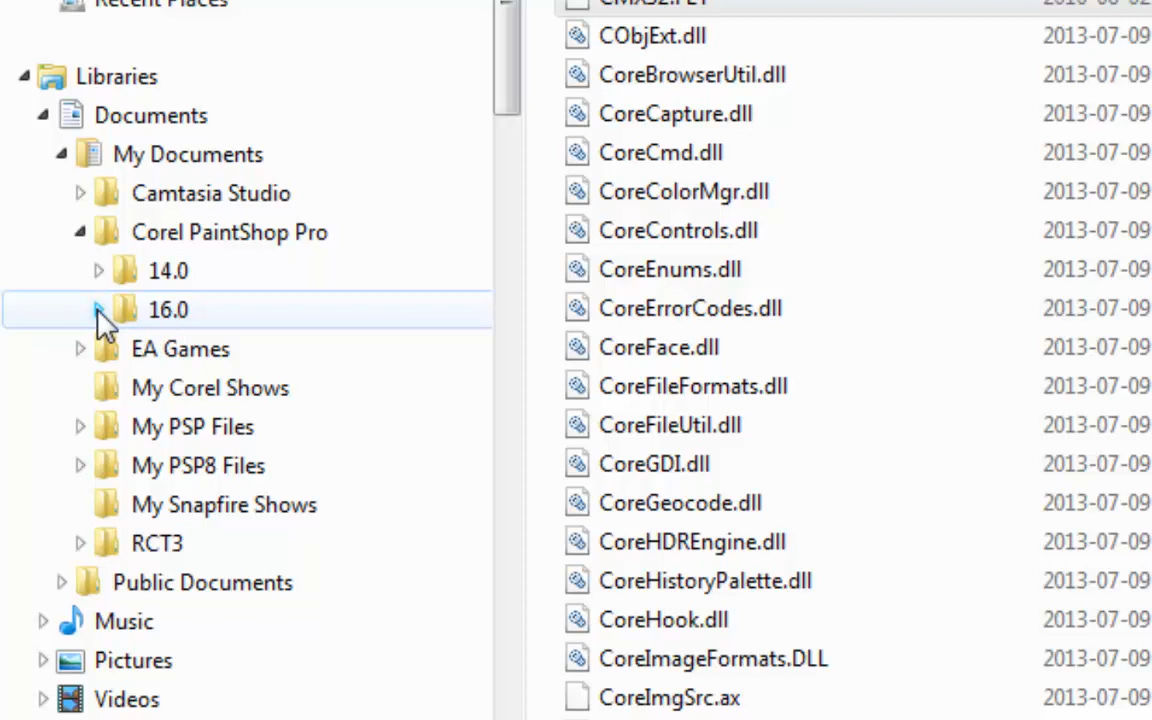 Recent Places
Libraries
Documents
My Documents
Camtasia Studio
Corel PaintShop Pro
14.0
16.0
EA Games
My Corel Shows
My PSP Files
My PSP8 Files
My Snapfire Shows
RCT3
Public Documents
Music
Pictures
Videos
CObjExt.dll 2013-07-09
CoreBrowserUtil.dll 2013-07-09
CoreCapture.dll 2013-07-09
CoreCmd.dll 2013-07-09
CoreColorMgr.dll 2013-07-09
CoreControls.dll 2013-07-09
CoreEnums.dll 2013-07-09
CoreErrorCodes.dll 2013-07-09
CoreFace.dll 2013-07-09
CoreFileFormats.dll 2013-07-09
CoreFileUtil.dll 2013-07-09
CoreGDI.dll 2013-07-09
CoreGeocode.dll 2013-07-09
CoreHDREngine.dll 2013-07-09
CoreHistoryPalette.dll 2013-07-09
CoreHook.dll 2013-07-09
CoreImageFormats.DLL 2013-07-09
CoreImgSrc.ax 2013-07-09